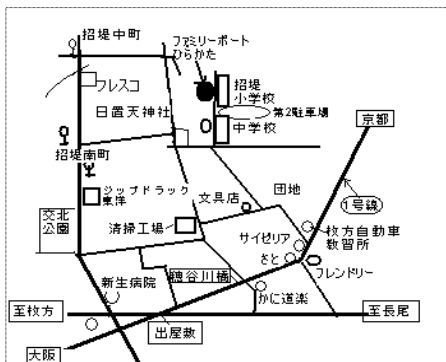 招堤中町
ファミリーポート
ひらかた
フレスコ
招堤
小学校
日置天神社
第2駐車場
中学校
京都
招堤南町
ジップドラック
東洋
文具店
団地
1号線
交北
公園
清掃工場
サイゼリア
枚方自動車
教習所
さと
フレンドリー
新生病院
穂谷川橋
かに道楽
至枚方
至長尾
出屋敷
大阪